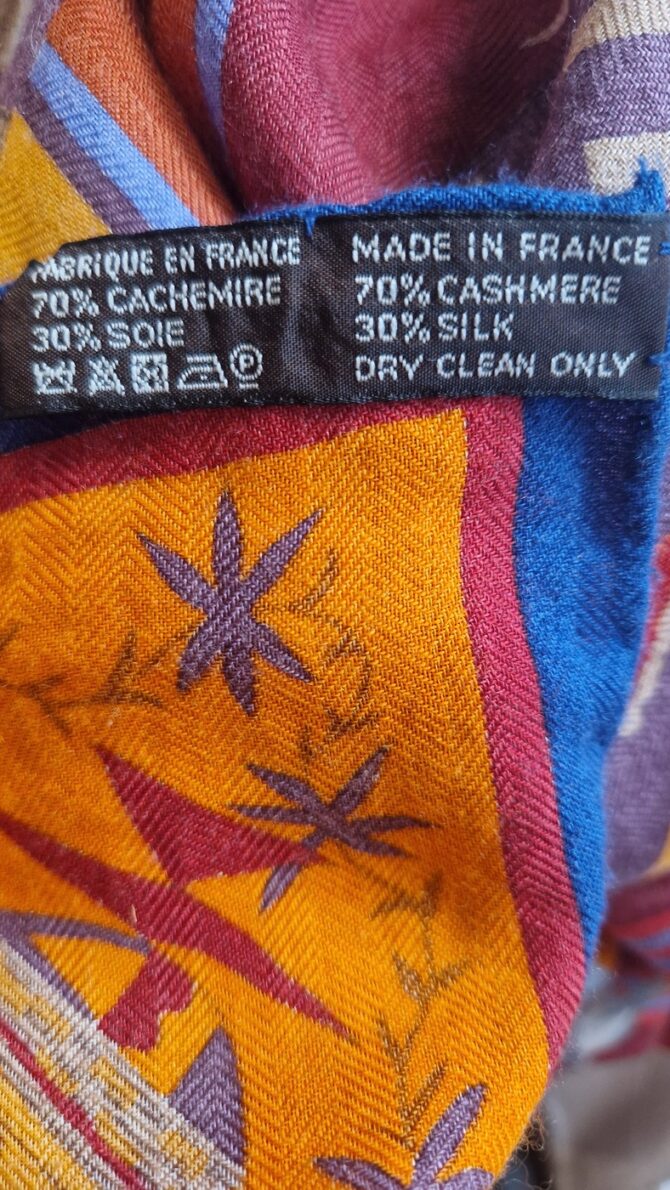 FABRIQUE EN FRANCE
70% CACHEMIRE
30% SOIE
P
MADE IN FRANCE
70% CASHMERE
30% SILK
DRY CLEAN ONLY